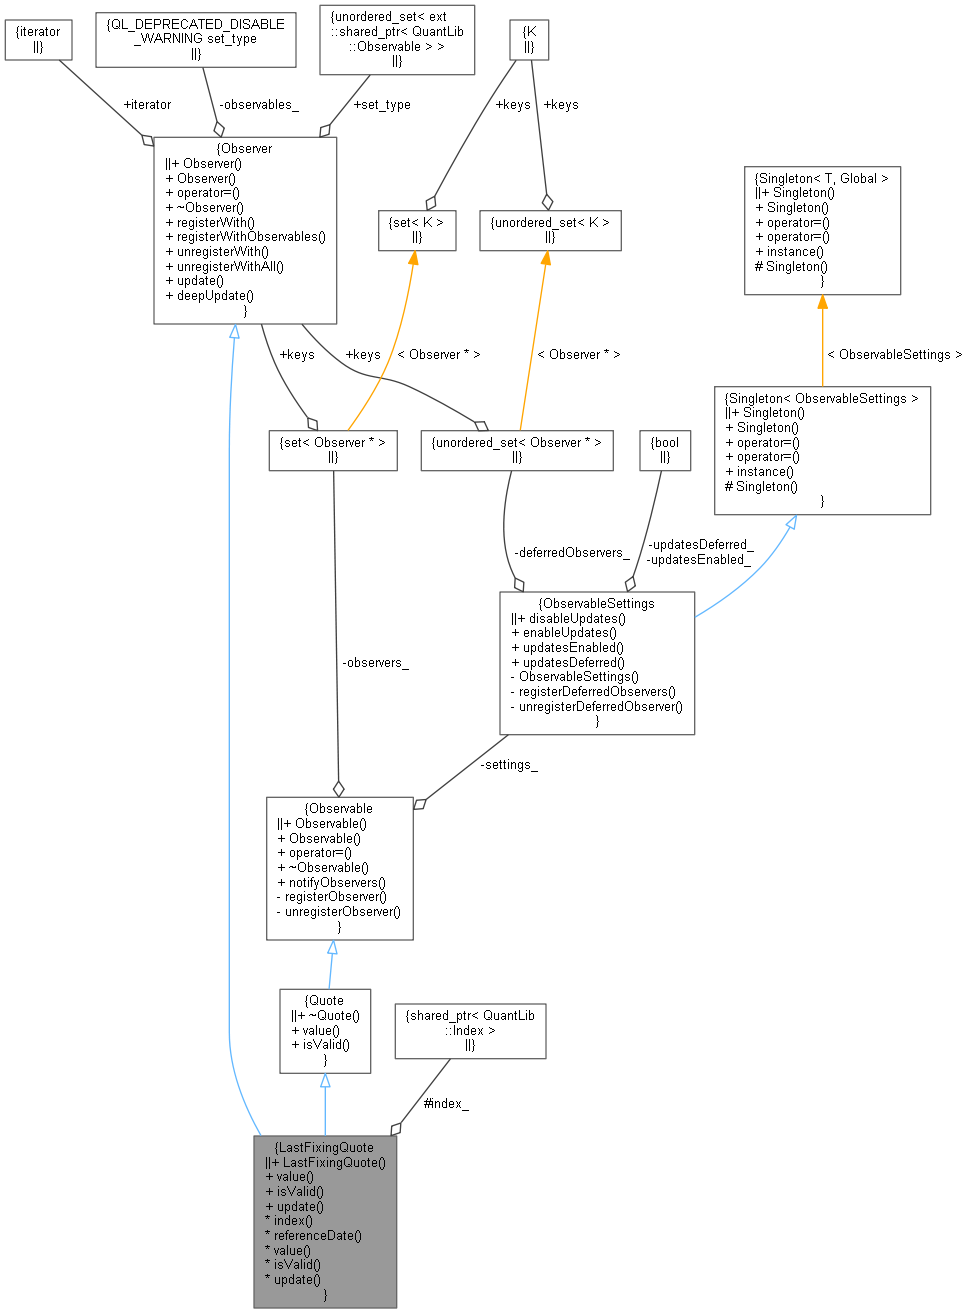 {iterator
||}
{QL_DEPRECATED_DISABLE
_WARNING set_type
||}
{unordered_set< ext
::shared_ptr< QuantLib
::Observable > >
||}
{K
||}
+iterator
-observables_
+set_type
+keys
+keys
{Observer
||+ Observer()
+ Observer()
+ operator=()
+ ~Observer()
+ registerWith()
+ registerWithObservables()
+ unregisterWith()
+ unregisterWithAll()
+ update()
+ deepUpdate()
}
{set< K >
||}
{unordered_set< K >
||}
{Singleton< T, Global >
||+ Singleton()
+ Singleton()
+ operator=()
+ operator=()
+ instance()
# Singleton()
}
+keys
+keys
< Observer * >
< Observer * >
< ObservableSettings >
{set< Observer * >
||}
{unordered_set< Observer * >
||}
{bool
||}
{Singleton< ObservableSettings >
||+ Singleton()
+ Singleton()
+ operator=()
+ operator=()
+ instance()
# Singleton()
}
-deferredObservers_
-updatesDeferred_
-updatesEnabled_
{ObservableSettings
||+ disableUpdates()
+ enableUpdates()
+ updatesEnabled()
+ updatesDeferred()
- ObservableSettings()
- registerDeferredObservers()
- unregisterDeferredObserver()
}
-observers_
-settings_
{Observable
||+ Observable()
+ Observable()
+ operator=()
+ ~Observable()
+ notifyObservers()
- registerObserver()
- unregisterObserver()
}
{Quote
||+ ~Quote()
+ value()
+ isValid()
}
{shared_ptr< QuantLib
::Index >
||}
#index_
{LastFixingQuote
||+ LastFixingQuote()
+ value()
+ isValid()
+ update()
* index()
* referenceDate()
* value()
* isValid()
* update()
}